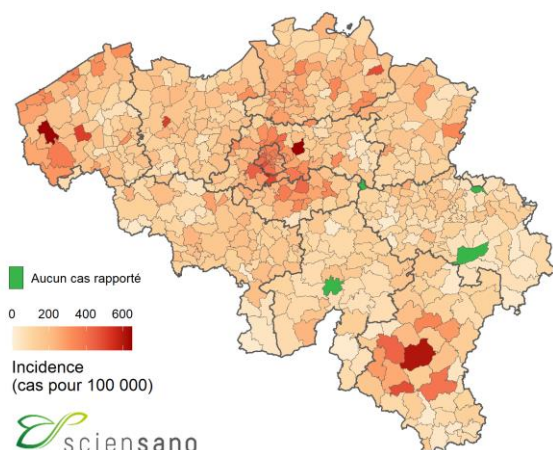 Aucun cas rapporté
0 200 400 600
Incidence
(cas pour 100 000)
sciensano